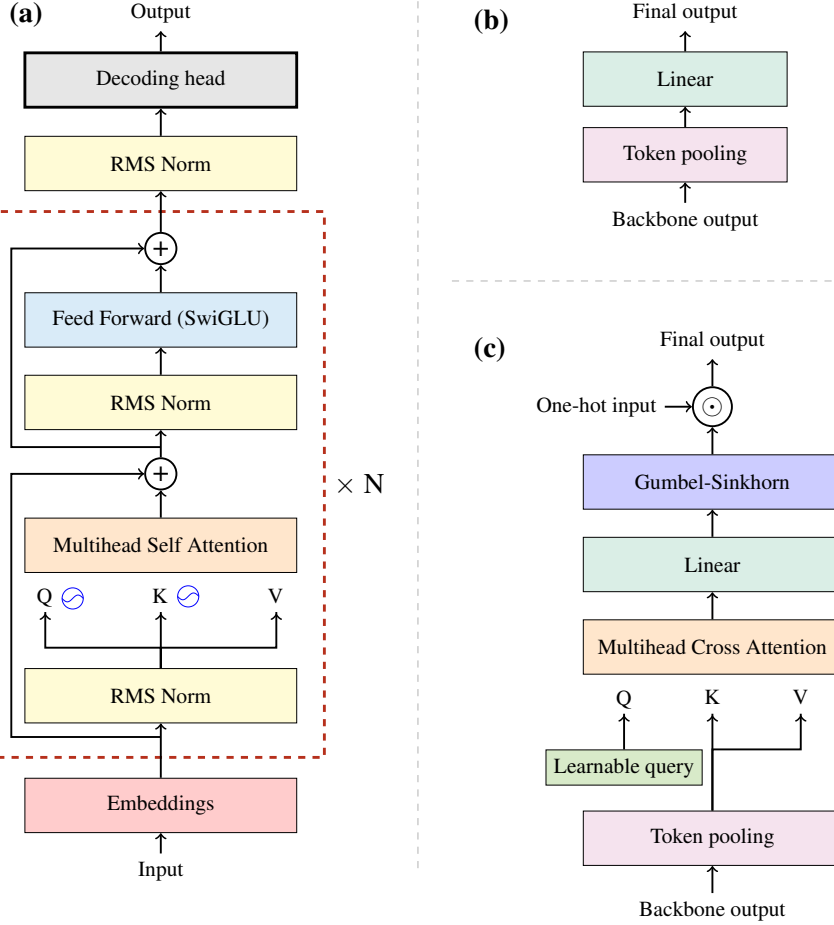 (a)
Output
Decoding head
RMS Norm
Feed Forward (SwiGLU)
RMS Norm
× N
Multihead Self Attention
Q K V
RMS Norm
Embeddings
Input
(b)
Final output
Linear
Token pooling
Backbone output
(c)
Final output
One-hot input
Gumbel-Sinkhorn
Linear
Multihead Cross Attention
Q K V
Learnable query
Token pooling
Backbone output